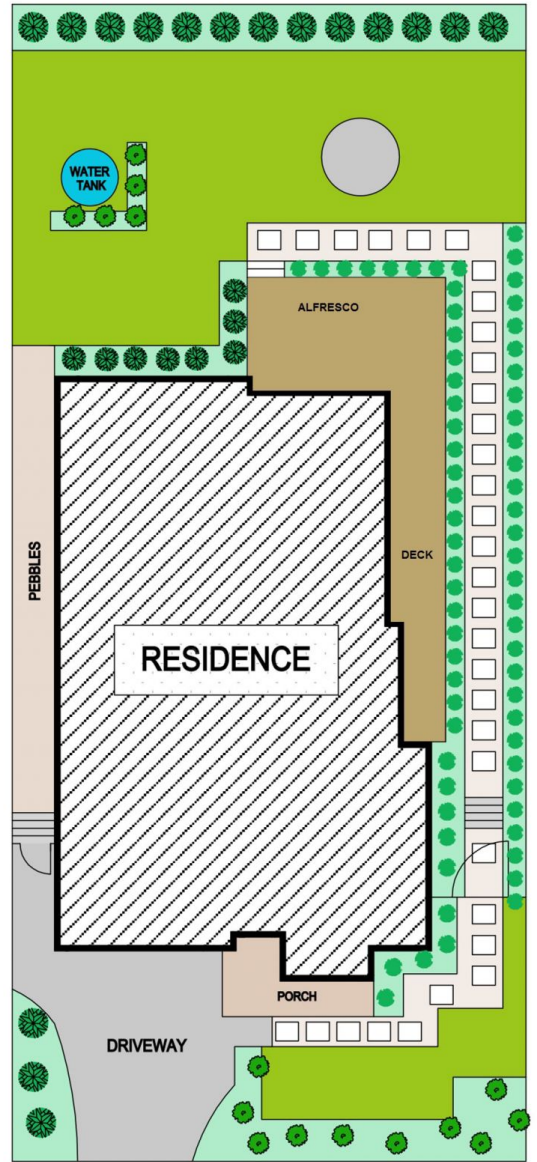 WATER
TANK
ALFRESCO
DECK
PEBBLES
RESIDENCE
PORCH
DRIVEWAY